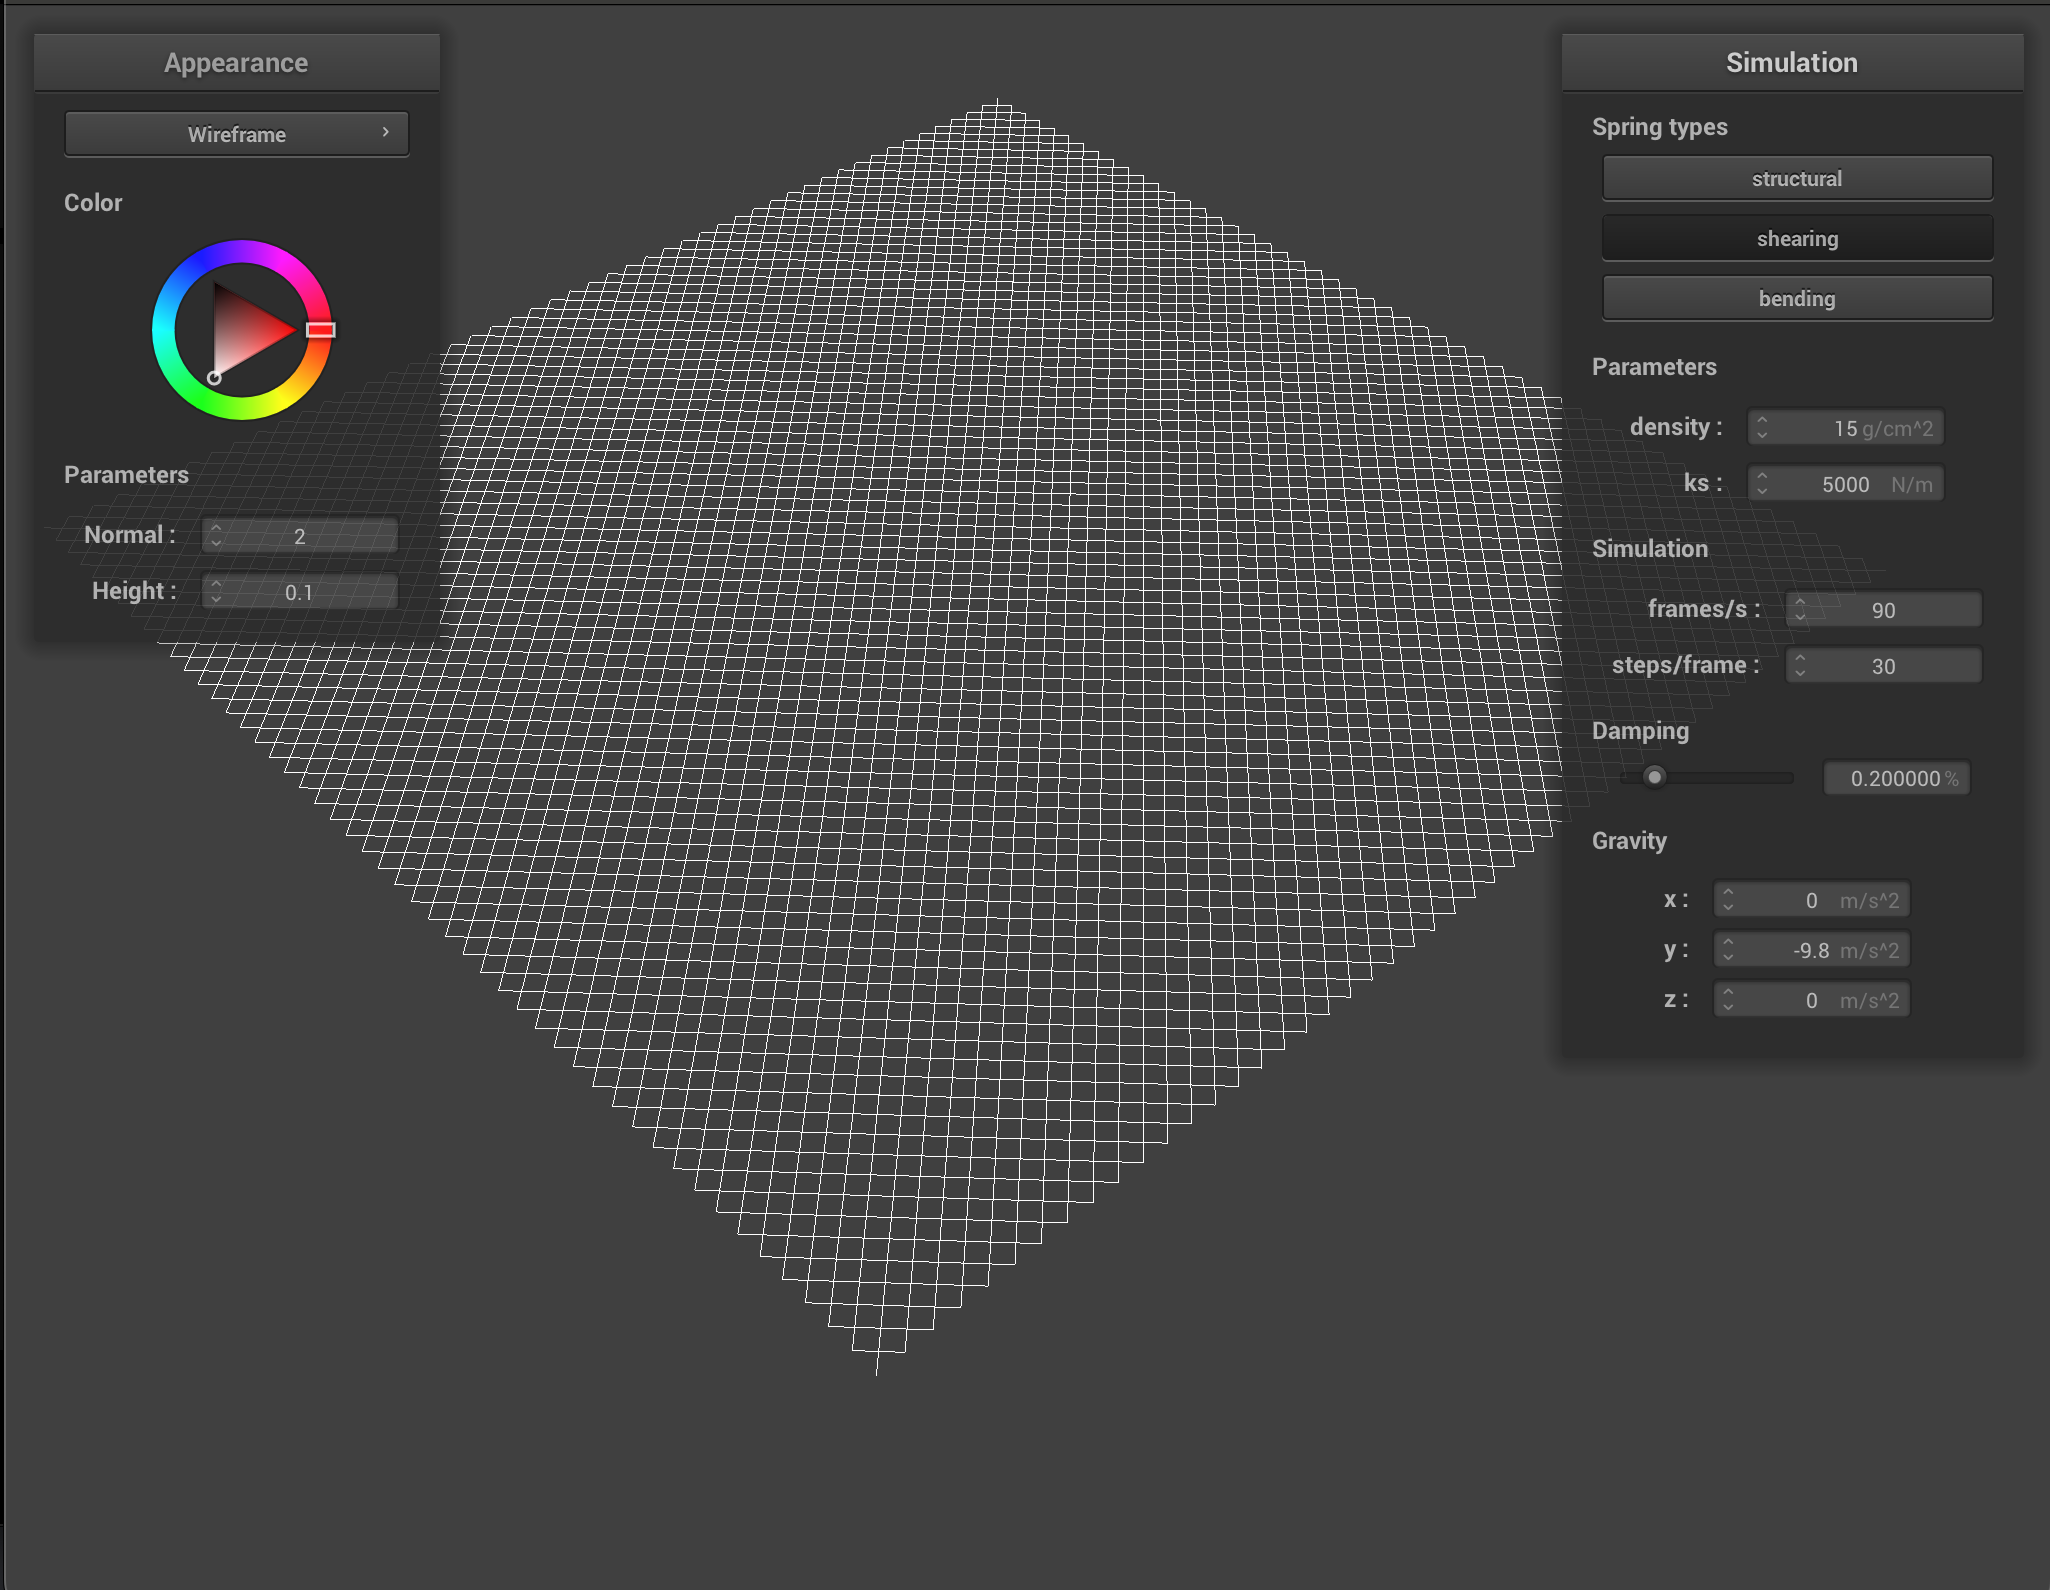 Appearance
Wireframe
Color
Parameters
Normal : 2
Height : 0.1
Simulation
Spring types
structural
shearing
bending
Parameters
density : 15 g/cm^2
ks : 5000 N/m
Simulation
frames/s : 90
steps/frame : 30
Damping
0.200000 %
Gravity
x : 0 m/s^2
y : -9.8 m/s^2
z : 0 m/s^2